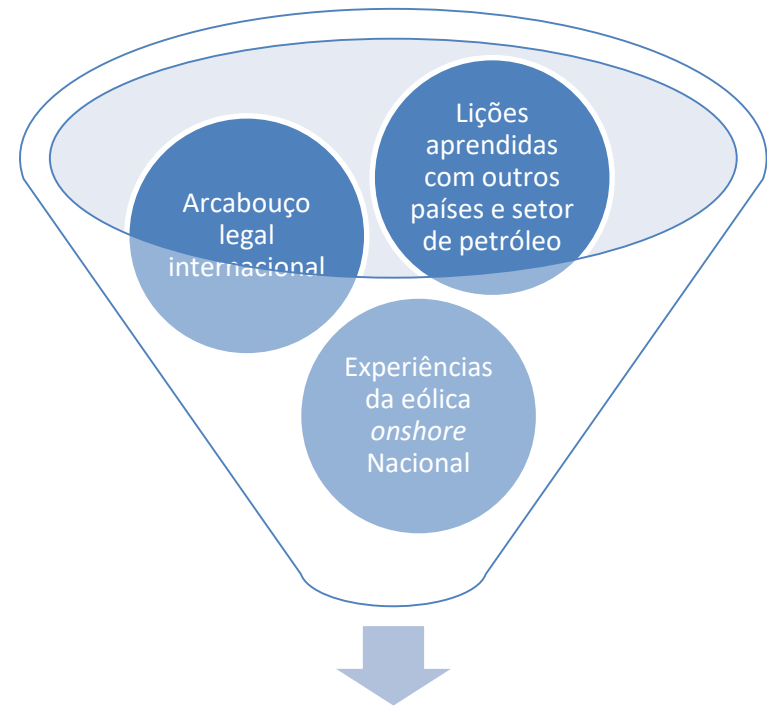 Lições
aprendidas
com outros
países e setor
de petróleo
Arcabouço
legal
internacional
Experiências
da eólica
onshore
Nacional